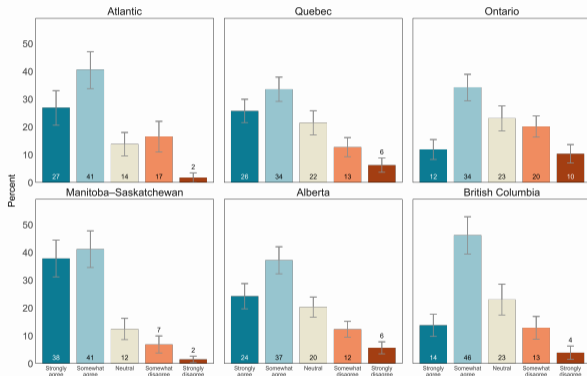 Atlantic
Quebec
Ontario
50
40
30
20
10
0
27
41
14
17
2
26
34
22
13
6
12
34
23
20
10
Percent
Manitoba–Saskatchewan
Alberta
British Columbia
50
40
30
20
10
0
38
41
12
7
2
24
37
20
12
6
14
46
23
13
4
Strongly agree
Somewhat agree
Neutral
Somewhat disagree
Strongly disagree
Strongly agree
Somewhat agree
Neutral
Somewhat disagree
Strongly disagree
Strongly agree
Somewhat agree
Neutral
Somewhat disagree
Strongly disagree